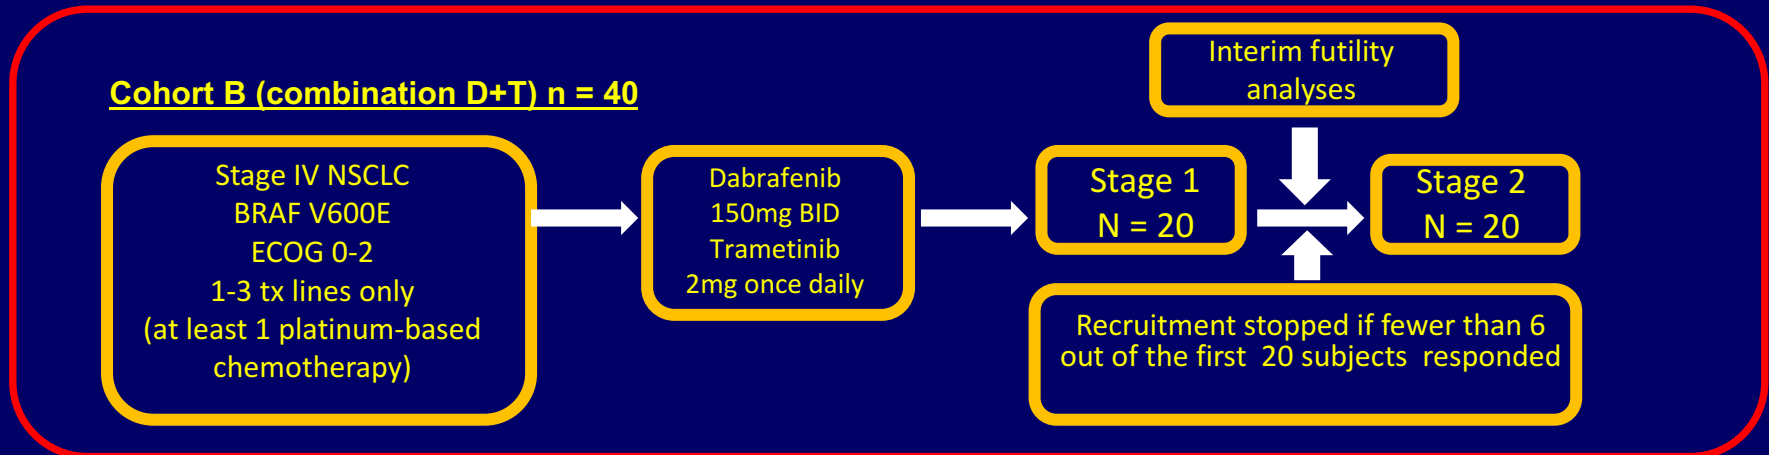 Cohort B (combination D+T) n = 40
Stage IV NSCLC
BRAF V600E
ECOG 0-2
1-3 tx lines only
(at least 1 platinum-based
chemotherapy)
Dabrafenib
150mg BID
Trametinib
2mg once daily
Stage 1
N = 20
Interim futility
analyses
Recruitment stopped if fewer than 6
out of the first 20 subjects responded
Stage 2
N = 20